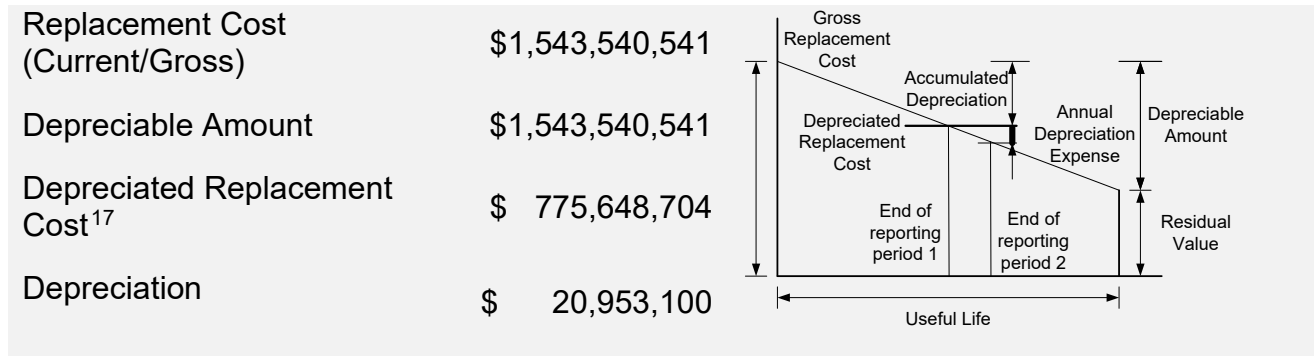 Replacement Cost
(Current/Gross)
$1,543,540,541
Depreciable Amount
$1,543,540,541
Depreciated Replacement
Cost17
$ 775,648,704
Depreciation
$ 20,953,100
Gross
Replacement
Cost
Accumulated
Depreciation
Depreciated
Replacement
Cost
Annual
Depreciation
Expense
Depreciable
Amount
End of
reporting
period 1
End of
reporting
period 2
Residual
Value
Useful Life